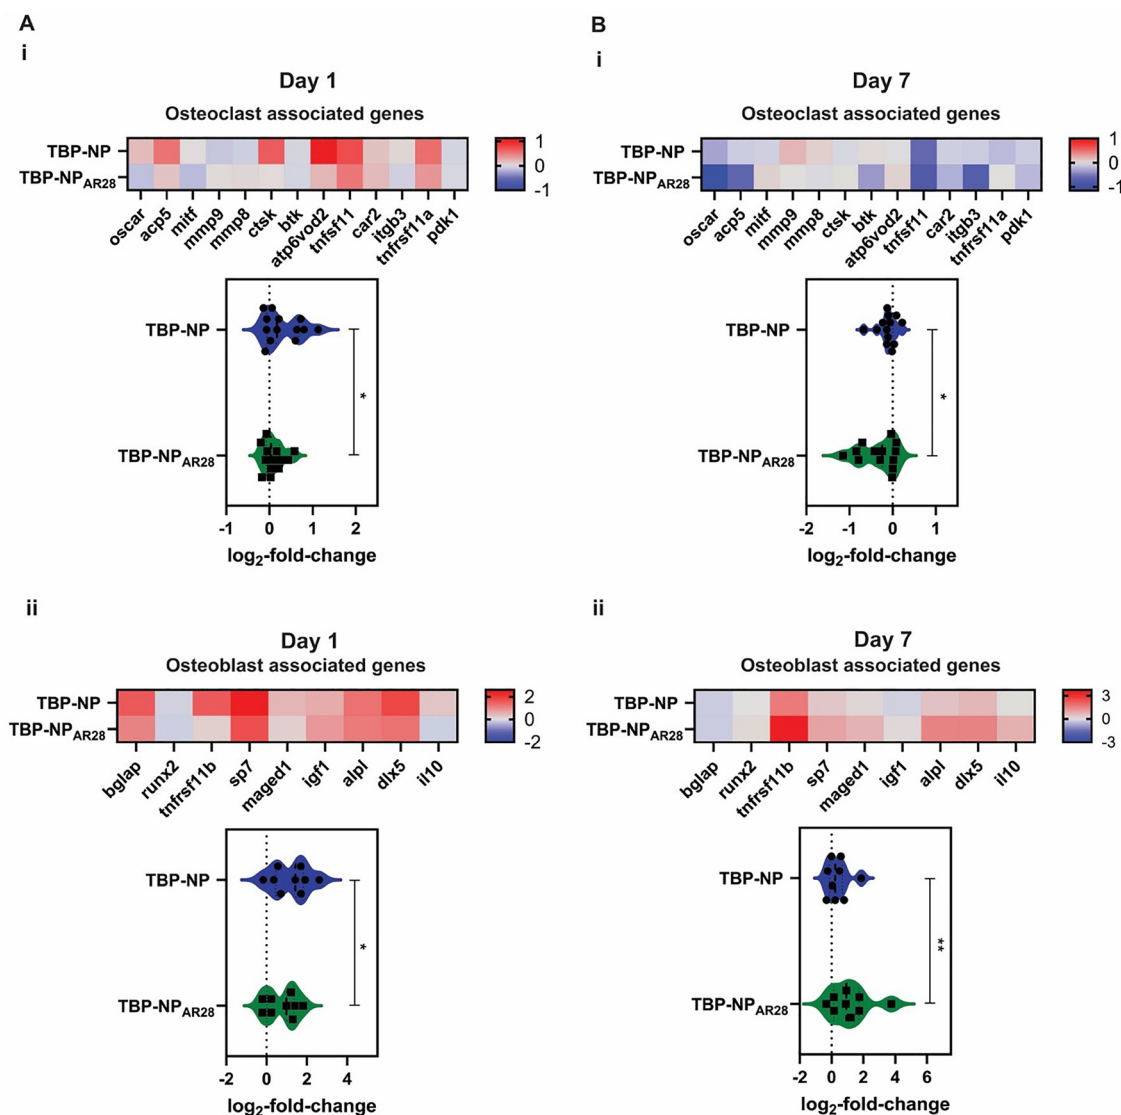 A
i
Day 1
Osteoclast associated genes
TBP-NP
TBP-NPAR28
1
0
-1
oscar acp5 mitf mmp9 mmp8 ctsk btk atp6vod2 tnfsf11 car2 itgb3 tnfrsf11a pdk1
TBP-NP
*
TBP-NPAR28
-1 0 1 2
log2-fold-change
ii
Day 1
Osteoblast associated genes
TBP-NP
TBP-NPAR28
2
0
-2
bglap runx2 tnfrsf11b sp7 maged1 igf1 alpl dlx5 il10
TBP-NP
*
TBP-NPAR28
-2 0 2 4
log2-fold-change
B
i
Day 7
Osteoclast associated genes
TBP-NP
TBP-NPAR28
1
0
-1
oscar acp5 mitf mmp9 mmp8 ctsk btk atp6vod2 tnfsf11 car2 itgb3 tnfrsf11a pdk1
TBP-NP
*
TBP-NPAR28
-2 -1 0 1
log2-fold-change
ii
Day 7
Osteoblast associated genes
TBP-NP
TBP-NPAR28
3
0
-3
bglap runx2 tnfrsf11b sp7 maged1 igf1 alpl dlx5 il10
TBP-NP
**
TBP-NPAR28
-2 0 2 4 6
log2-fold-change